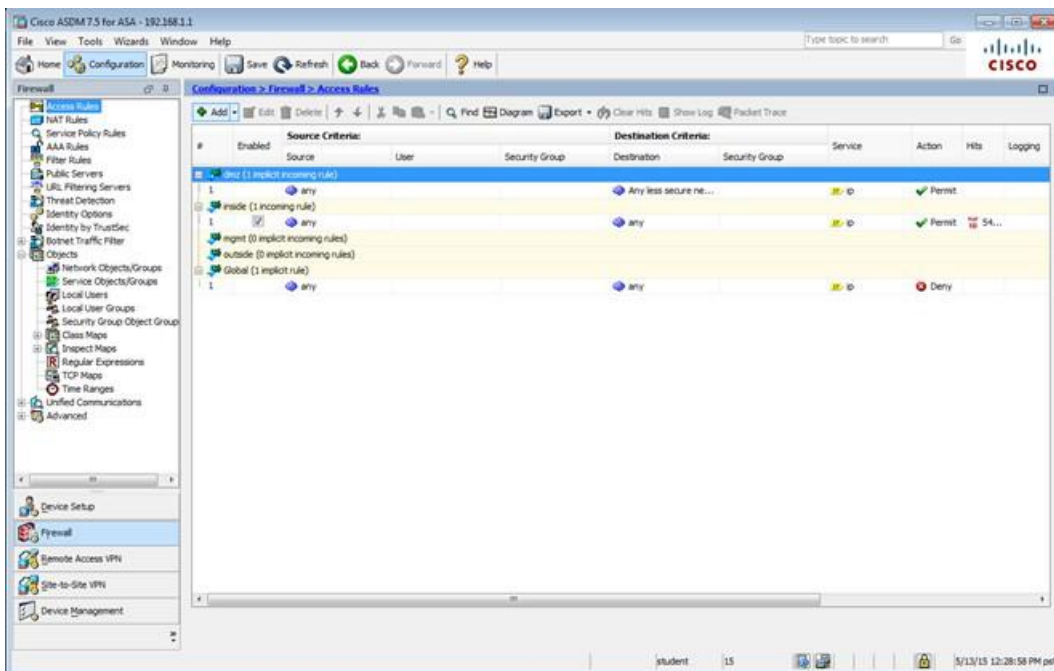 Cisco ASDM 7.5 for ASA - 192.168.1.1
File View Tools Wizards Window Help
Type topic to search Go
Home Configuration Monitoring Save Refresh Back Forward Help
CISCO
Firewall
Access Rules
NAT Rules
Service Policy Rules
AAA Rules
Filter Rules
Public Servers
URL Filtering Servers
Threat Detection
Identity Options
Identity by TrustSec
Botnet Traffic Filter
Objects
Network Objects/Groups
Service Objects/Groups
Local Users
Local User Groups
Security Group Object Group
Class Maps
Inspect Maps
Regular Expressions
TCP Maps
Time Ranges
Unified Communications
Advanced
Device Setup
Firewall
Remote Access VPN
Site-to-Site VPN
Device Management
Configuration > Firewall > Access Rules
Add Edit Delete Find Diagram Export Clear Hits Show Log Packet Trace
# Enabled Source Criteria: Destination Criteria: Service Action Hits Logging
Source User Security Group Destination Security Group
dmz (1 implicit incoming rule)
1 any Any less secure ne... ip Permit
inside (1 incoming rule)
1 any any ip Permit 54...
mgmt (0 implicit incoming rules)
outside (0 implicit incoming rules)
Global (1 implicit rule)
1 any any ip Deny
student 15 5/13/15 12:28:58 PM